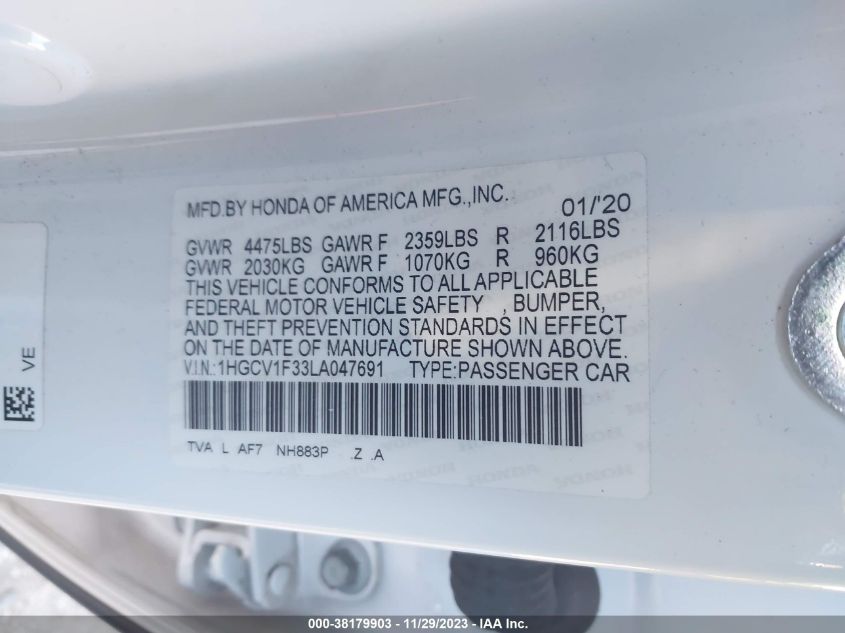 MFD.BY HONDA OF AMERICA MFG.,INC. 01/'20
GVWR 4475LBS GAWR F 2359LBS R 2116LBS
GVWR 2030KG GAWR F 1070KG R 960KG
THIS VEHICLE CONFORMS TO ALL APPLICABLE
FEDERAL MOTOR VEHICLE SAFETY , BUMPER,
AND THEFT PREVENTION STANDARDS IN EFFECT
ON THE DATE OF MANUFACTURE SHOWN ABOVE.
V.I.N.:1HGCV1F33LA047691 TYPE:PASSENGER CAR
TVA L AF7 NH883P .Z .A
VE
000-38179903 - 11/29/2023 - IAA Inc.